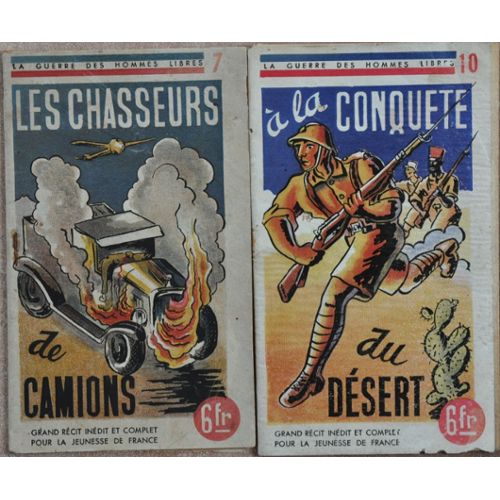 LA GUERRE DES HOMMES LIBRES 7
LES CHASSEURS
de
CAMIONS
6fr
GRAND RÉCIT INÉDIT ET COMPLET
POUR LA JEUNESSE DE FRANCE
LA GUERRE DES HOMMES LIBRES 10
à la CONQUETE
du
DÉSERT
6fr
GRAND RÉCIT INÉDIT ET COMPLET
POUR LA JEUNESSE DE FRANCE